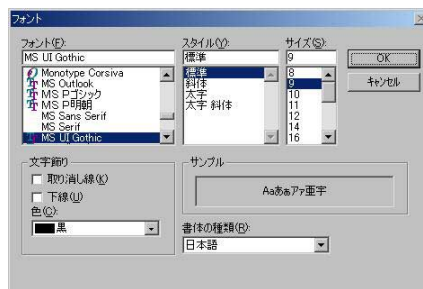 フォント
フォント(F):
MS UI Gothic
Monotype Corsiva
MS Outlook
MS Pゴシック
MS P明朝
MS Sans Serif
MS Serif
MS UI Gothic
スタイル(Y):
標準
標準
斜体
太字
太字 斜体
サイズ(S):
9
8
9
10
11
12
14
16
OK
キャンセル
文字飾り
取り消し線(K)
下線(U)
色(C):
黒
サンプル
Aaあぁアァ亜宇
書体の種類(R):
日本語